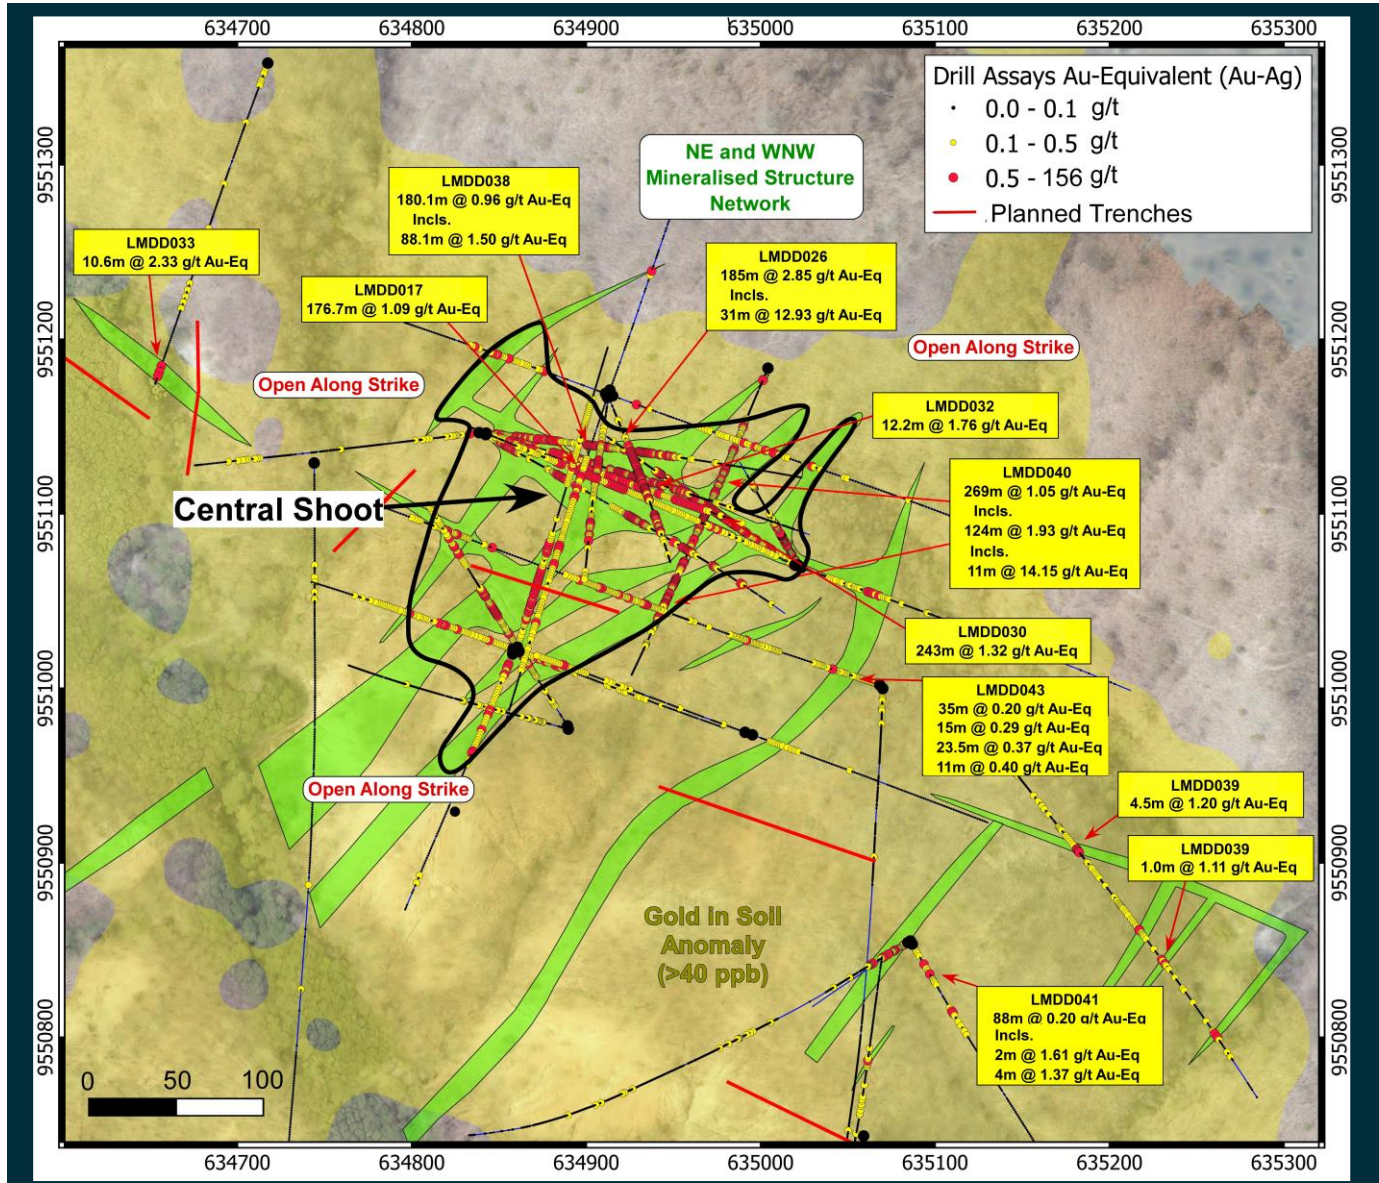 634700 634800 634900 635000 635100 635200 635300
Drill Assays Au-Equivalent (Au-Ag)
0.0 - 0.1 g/t
0.1 - 0.5 g/t
0.5 - 156 g/t
Planned Trenches
NE and WNW
Mineralised Structure
Network
LMDD038
180.1m @ 0.96 g/t Au-Eq
Incls.
88.1m @ 1.50 g/t Au-Eq
LMDD033
10.6m @ 2.33 g/t Au-Eq
LMDD026
185m @ 2.85 g/t Au-Eq
Incls.
31m @ 12.93 g/t Au-Eq
LMDD017
176.7m @ 1.09 g/t Au-Eq
Open Along Strike
Open Along Strike
LMDD032
12.2m @ 1.76 g/t Au-Eq
LMDD040
269m @ 1.05 g/t Au-Eq
Incls.
124m @ 1.93 g/t Au-Eq
Incls.
11m @ 14.15 g/t Au-Eq
Central Shoot
LMDD030
243m @ 1.32 g/t Au-Eq
LMDD043
35m @ 0.20 g/t Au-Eq
15m @ 0.29 g/t Au-Eq
23.5m @ 0.37 g/t Au-Eq
11m @ 0.40 g/t Au-Eq
Open Along Strike
LMDD039
4.5m @ 1.20 g/t Au-Eq
LMDD039
1.0m @ 1.11 g/t Au-Eq
Gold in Soil
Anomaly
(>40 ppb)
LMDD041
88m @ 0.20 g/t Au-Eq
Incls.
2m @ 1.61 g/t Au-Eq
4m @ 1.37 g/t Au-Eq
0 50 100
9551300
9551200
9551100
9551000
9550900
9550800
9551300
9551200
9551100
9551000
9550900
9550800
634700 634800 634900 635000 635100 635200 635300